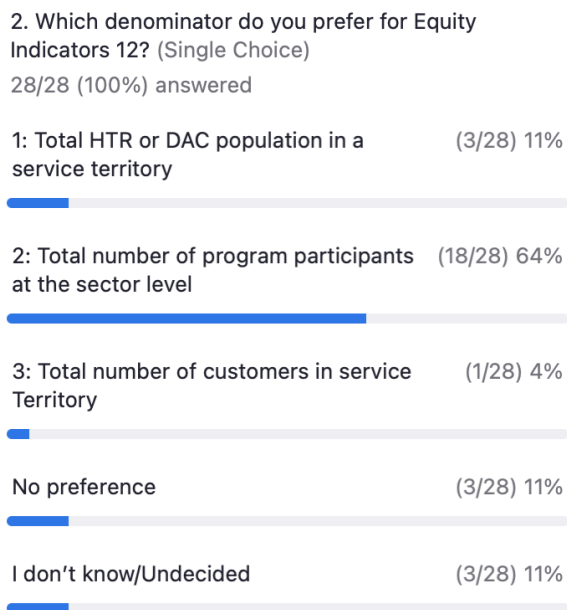 2. Which denominator do you prefer for Equity
Indicators 12? (Single Choice)
28/28 (100%) answered
1: Total HTR or DAC population in a (3/28) 11%
service territory
2: Total number of program participants (18/28) 64%
at the sector level
3: Total number of customers in service (1/28) 4%
Territory
No preference (3/28) 11%
I don't know/Undecided (3/28) 11%